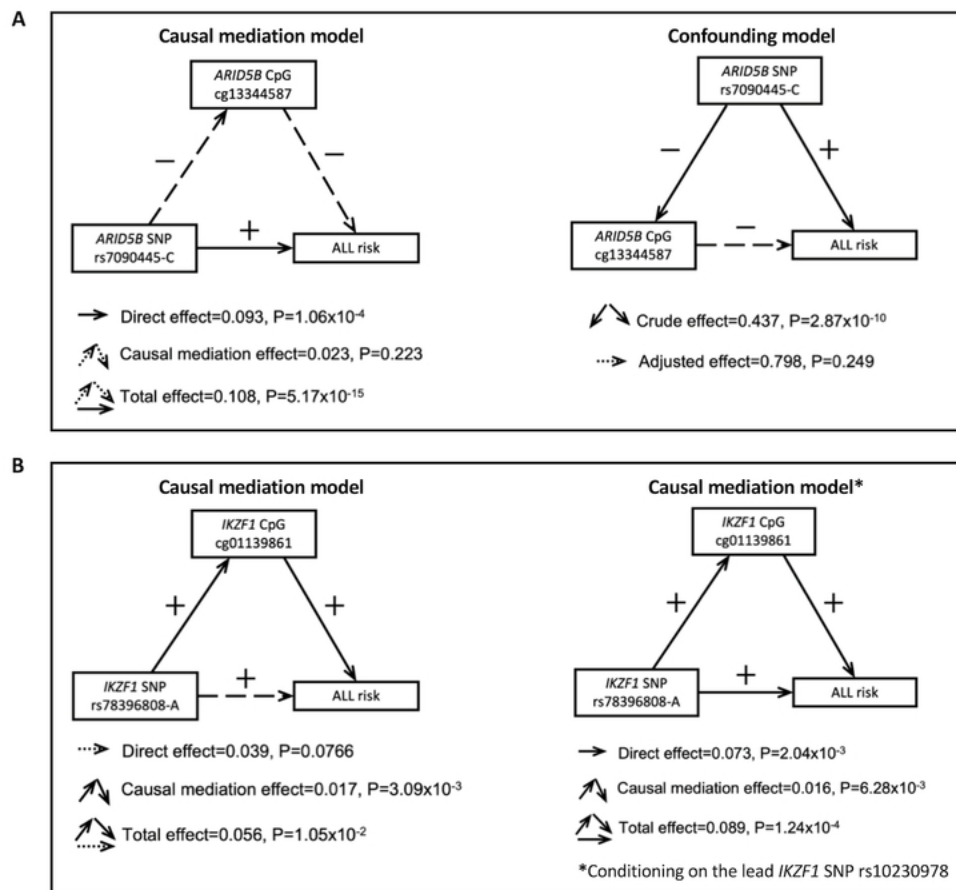 A
Causal mediation model
ARID5B CpG
cg13344587
−
−
ARID5B SNP
rs7090445-C
+
ALL risk
Direct effect=0.093, P=1.06x10⁻⁴
Causal mediation effect=0.023, P=0.223
Total effect=0.108, P=5.17x10⁻¹⁵
Confounding model
ARID5B SNP
rs7090445-C
−
+
ARID5B CpG
cg13344587
−
ALL risk
Crude effect=0.437, P=2.87x10⁻¹⁰
Adjusted effect=0.798, P=0.249
B
Causal mediation model
IKZF1 CpG
cg01139861
+
+
IKZF1 SNP
rs78396808-A
+
ALL risk
Direct effect=0.039, P=0.0766
Causal mediation effect=0.017, P=3.09x10⁻³
Total effect=0.056, P=1.05x10⁻²
Causal mediation model*
IKZF1 CpG
cg01139861
+
+
IKZF1 SNP
rs78396808-A
+
ALL risk
Direct effect=0.073, P=2.04x10⁻³
Causal mediation effect=0.016, P=6.28x10⁻³
Total effect=0.089, P=1.24x10⁻⁴
*Conditioning on the lead IKZF1 SNP rs10230978